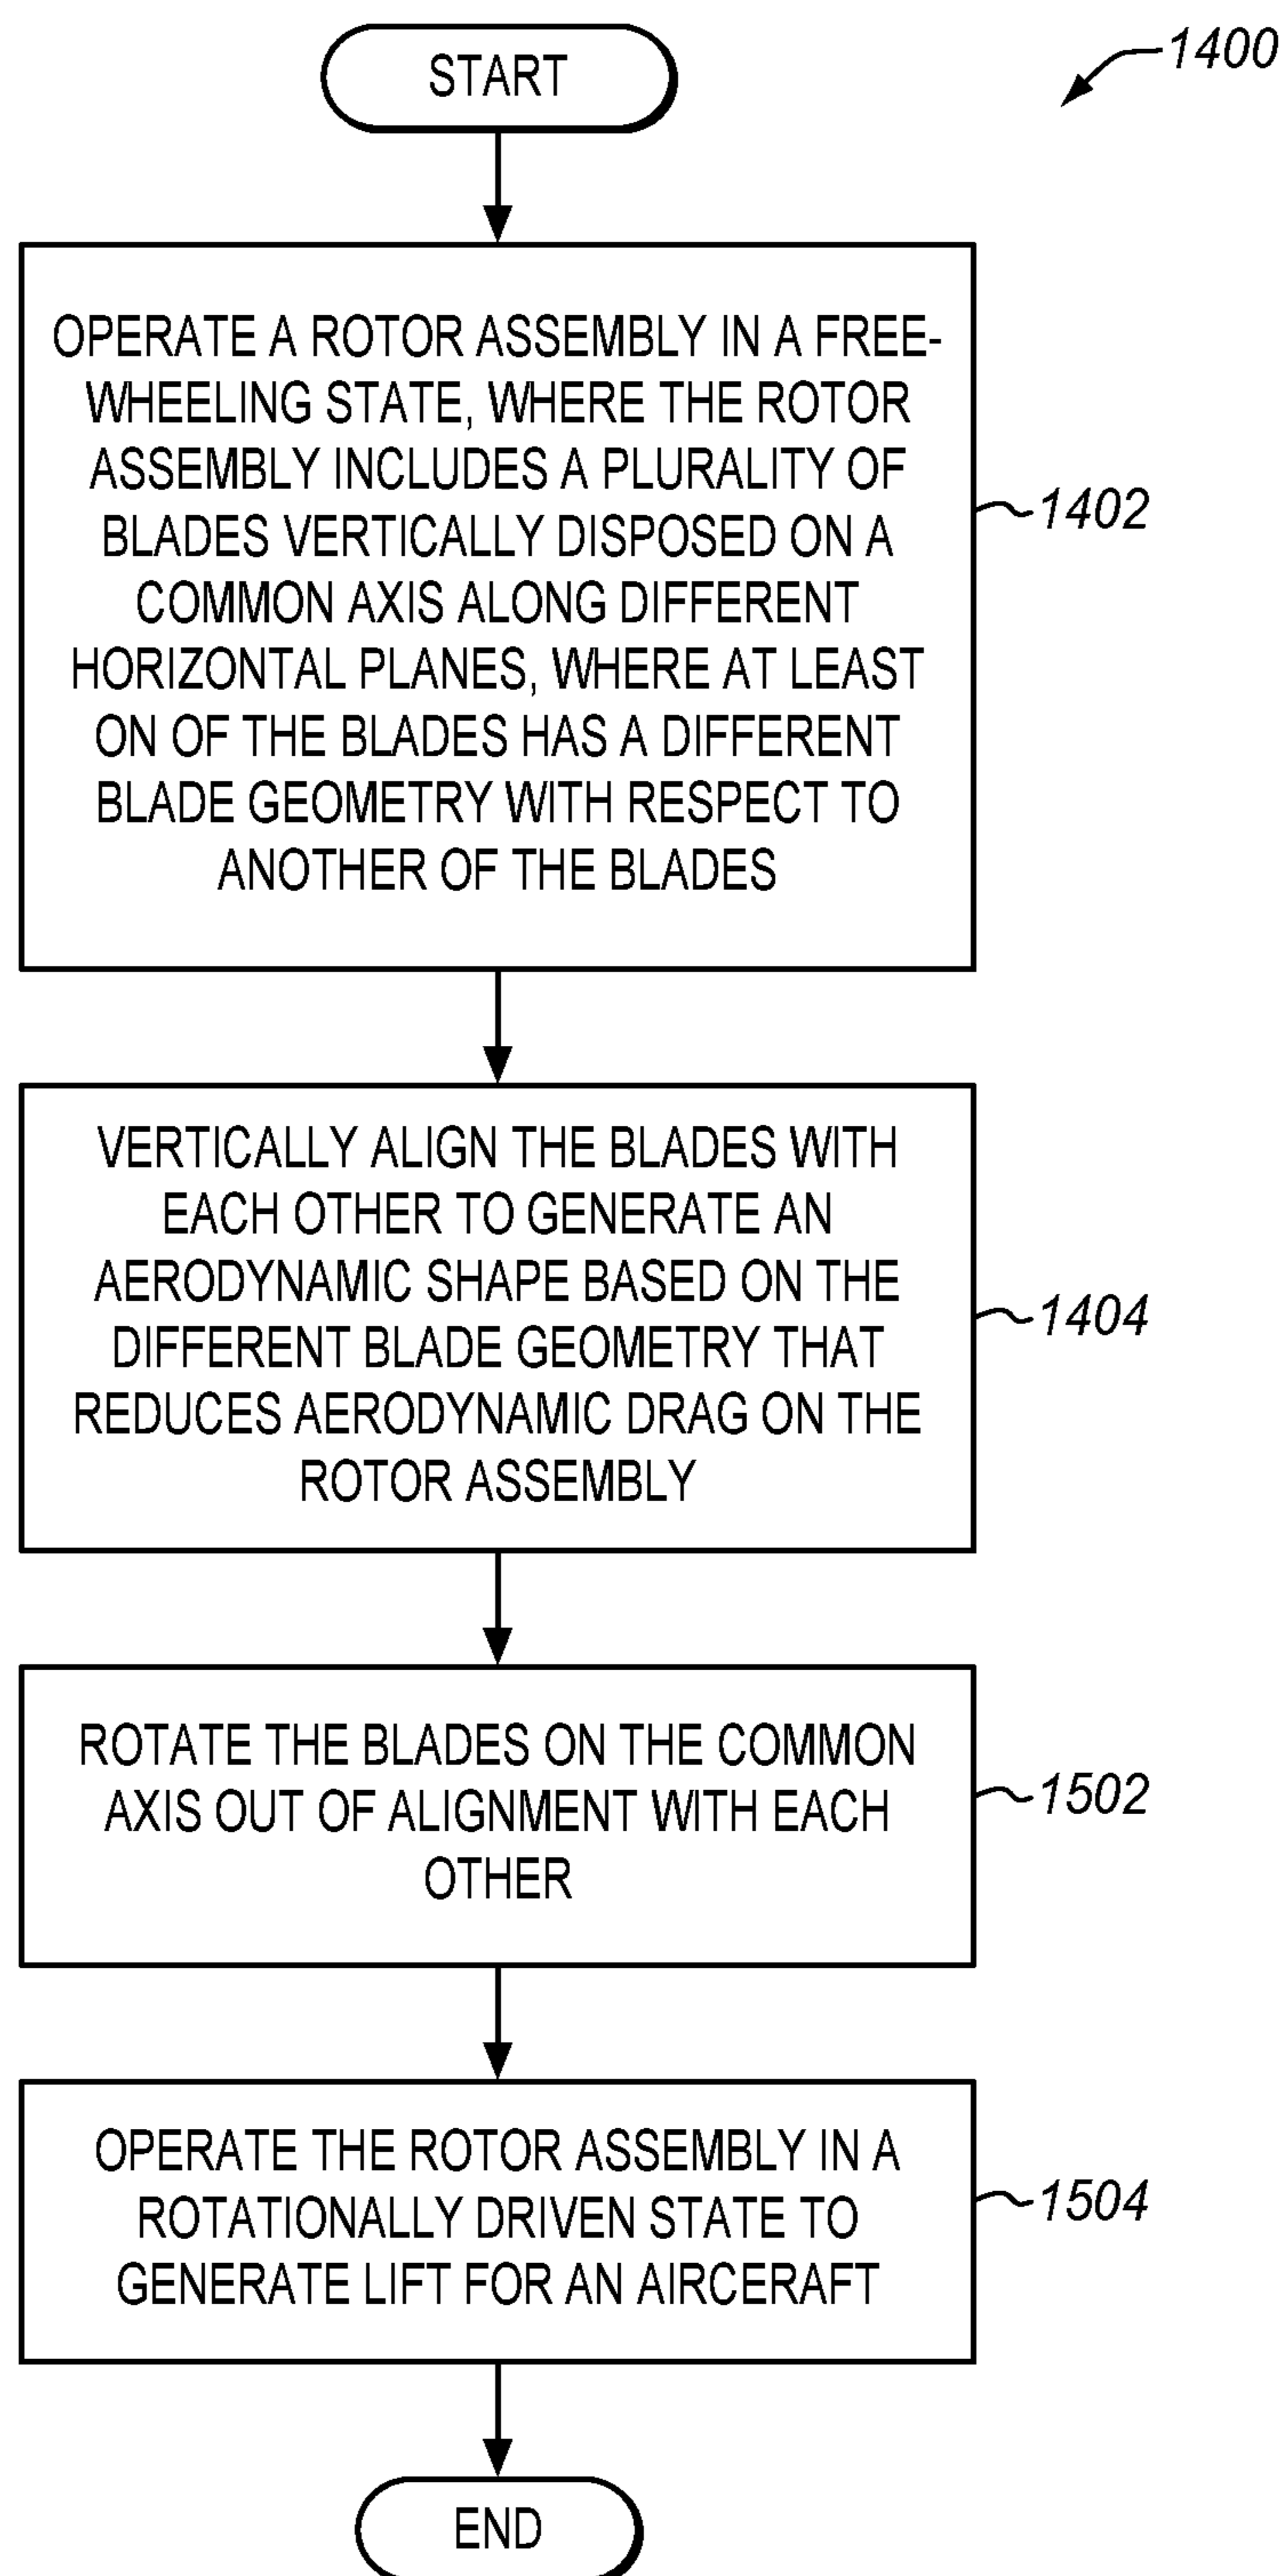 START
1400
OPERATE A ROTOR ASSEMBLY IN A FREE-
WHEELING STATE, WHERE THE ROTOR
ASSEMBLY INCLUDES A PLURALITY OF
BLADES VERTICALLY DISPOSED ON A
COMMON AXIS ALONG DIFFERENT
HORIZONTAL PLANES, WHERE AT LEAST
ON OF THE BLADES HAS A DIFFERENT
BLADE GEOMETRY WITH RESPECT TO
ANOTHER OF THE BLADES
1402
VERTICALLY ALIGN THE BLADES WITH
EACH OTHER TO GENERATE AN
AERODYNAMIC SHAPE BASED ON THE
DIFFERENT BLADE GEOMETRY THAT
REDUCES AERODYNAMIC DRAG ON THE
ROTOR ASSEMBLY
1404
ROTATE THE BLADES ON THE COMMON
AXIS OUT OF ALIGNMENT WITH EACH
OTHER
1502
OPERATE THE ROTOR ASSEMBLY IN A
ROTATIONALLY DRIVEN STATE TO
GENERATE LIFT FOR AN AIRCERAFT
1504
END